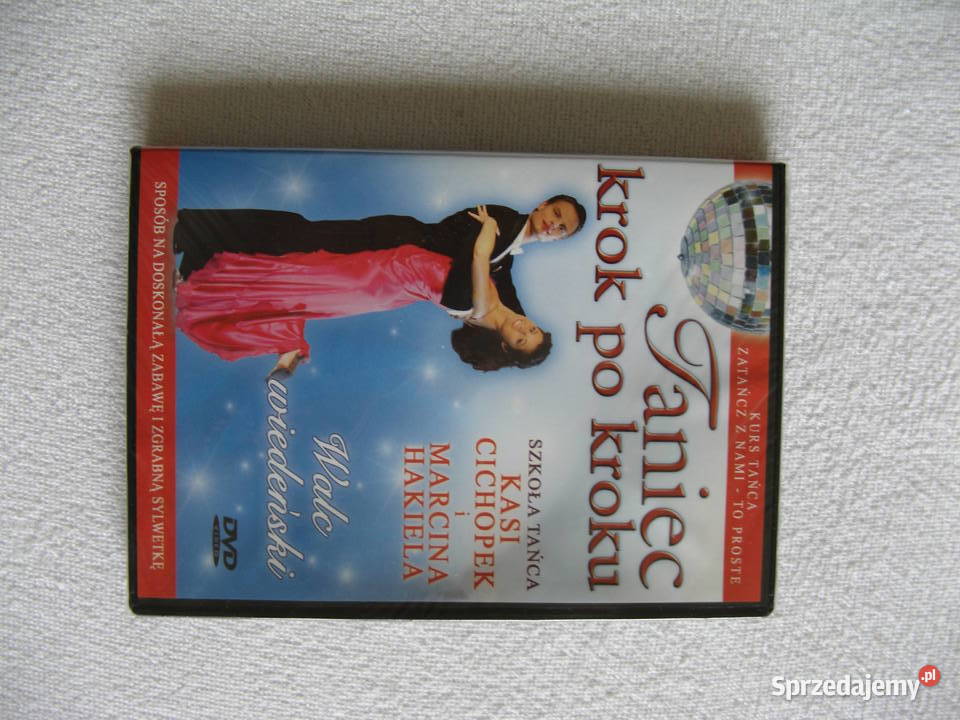 KURS TAŃCA
ZATAŃCZ Z NAMI - TO PROSTE
Taniec
krok po kroku
SZKOŁA TAŃCA
KASI
CICHOPEK
i
MARCINA
HAKIELA
Walc
wiedeński
DVD
VIDEO
SPOSÓB NA DOSKONAŁĄ ZABAWĘ I ZGRABNĄ SYLWETKĘ
Sprzedajemy.pl